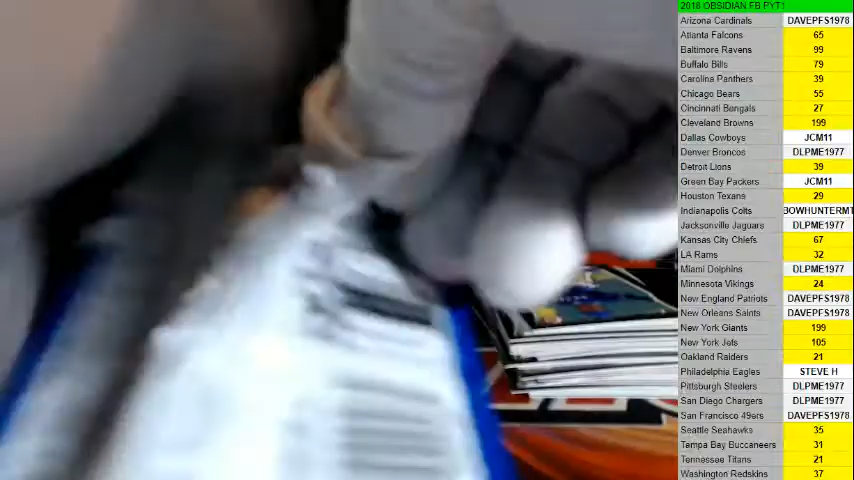 2018 OBSIDIAN FB PYT1
Arizona Cardinals DAVEPFS1978
Atlanta Falcons 65
Baltimore Ravens 99
Buffalo Bills 79
Carolina Panthers 39
Chicago Bears 55
Cincinnati Bengals 27
Cleveland Browns 199
Dallas Cowboys JCM11
Denver Broncos DLPME1977
Detroit Lions 39
Green Bay Packers JCM11
Houston Texans 29
Indianapolis Colts BOWHUNTERMT
Jacksonville Jaguars DLPME1977
Kansas City Chiefs 67
LA Rams 32
Miami Dolphins DLPME1977
Minnesota Vikings 24
New England Patriots DAVEPFS1978
New Orleans Saints DAVEPFS1978
New York Giants 199
New York Jets 105
Oakland Raiders 21
Philadelphia Eagles STEVE H
Pittsburgh Steelers DLPME1977
San Diego Chargers DLPME1977
San Francisco 49ers DAVEPFS1978
Seattle Seahawks 35
Tampa Bay Buccaneers 31
Tennessee Titans 21
Washington Redskins 37